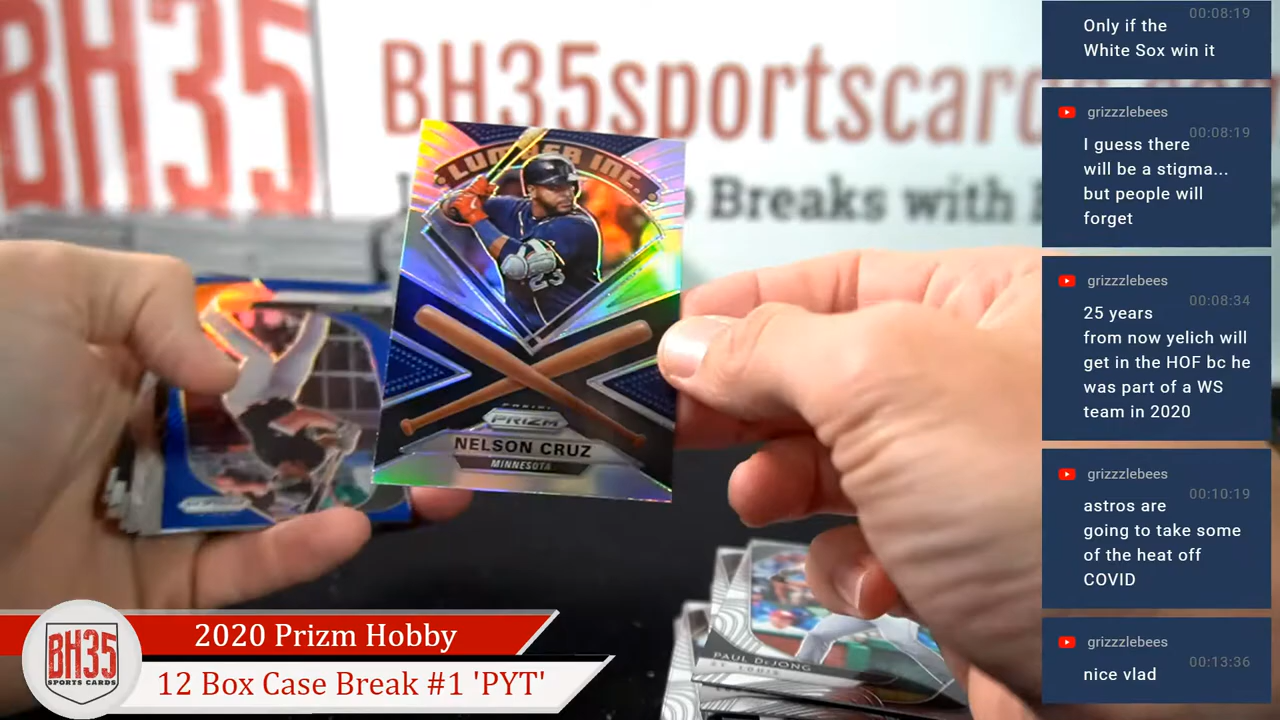 BH35
BH35sportscard
Breaks with
LUMBER INC.
23
PANINI
PRIZM
NELSON CRUZ
MINNESOTA
PAUL DEJONG
ST. LOUIS
BH35
SPORTS CARDS
2020 Prizm Hobby
12 Box Case Break #1 'PYT'
00:08:19
Only if the
White Sox win it
grizzzlebees
00:08:19
I guess there
will be a stigma...
but people will
forget
grizzzlebees
00:08:34
25 years
from now yelich will
get in the HOF bc he
was part of a WS
team in 2020
grizzzlebees
00:10:19
astros are
going to take some
of the heat off
COVID
grizzzlebees
00:13:36
nice vlad